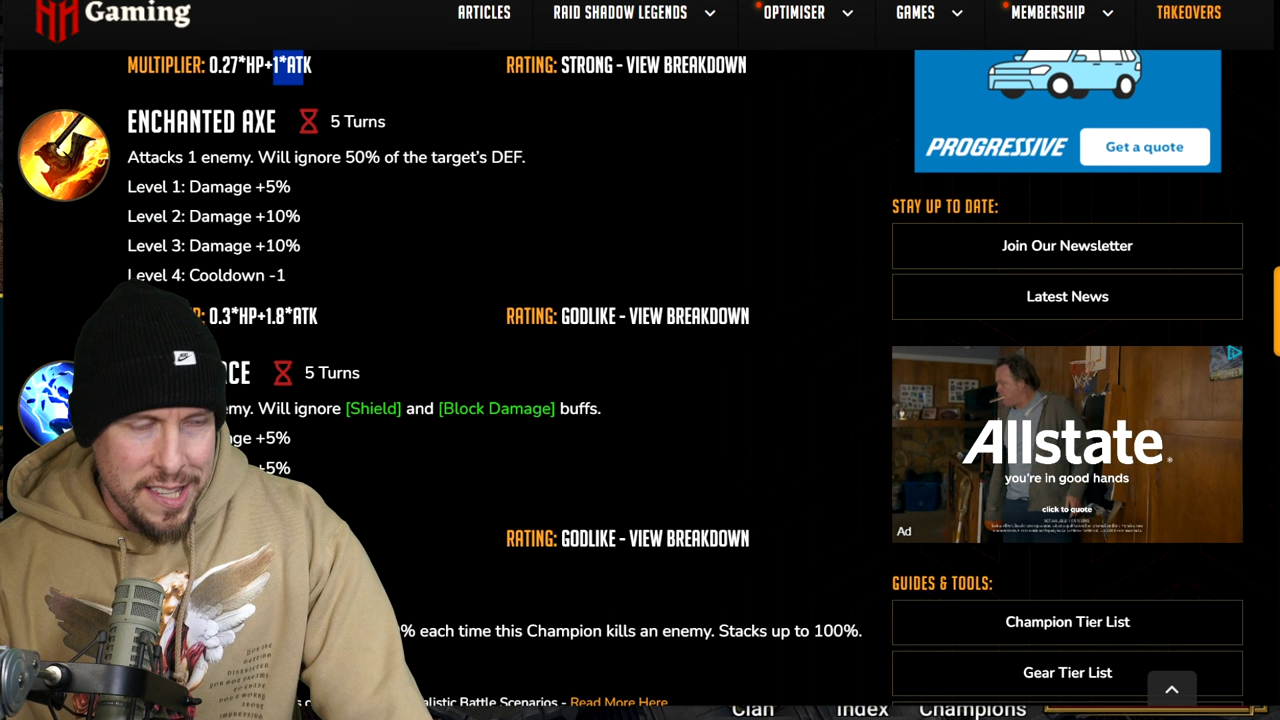 Gaming
ARTICLES
RAID SHADOW LEGENDS
OPTIMISER
GAMES
MEMBERSHIP
TAKEOVERS
MULTIPLIER: 0.27*HP+1*ATK
RATING: STRONG - VIEW BREAKDOWN
ENCHANTED AXE
5 Turns
Attacks 1 enemy. Will ignore 50% of the target's DEF.
Level 1: Damage +5%
Level 2: Damage +10%
Level 3: Damage +10%
Level 4: Cooldown -1
0.3*HP+1.8*ATK
RATING: GODLIKE - VIEW BREAKDOWN
5 Turns
Will ignore [Shield] and [Block Damage] buffs.
+5%
+5%
RATING: GODLIKE - VIEW BREAKDOWN
% each time this Champion kills an enemy. Stacks up to 100%.
Battle Scenarios - Read More Here
PROGRESSIVE
Get a quote
STAY UP TO DATE:
Join Our Newsletter
Latest News
Allstate
you're in good hands
click to quote
Ad
GUIDES & TOOLS:
Champion Tier List
Gear Tier List
Clan
Index
Champions